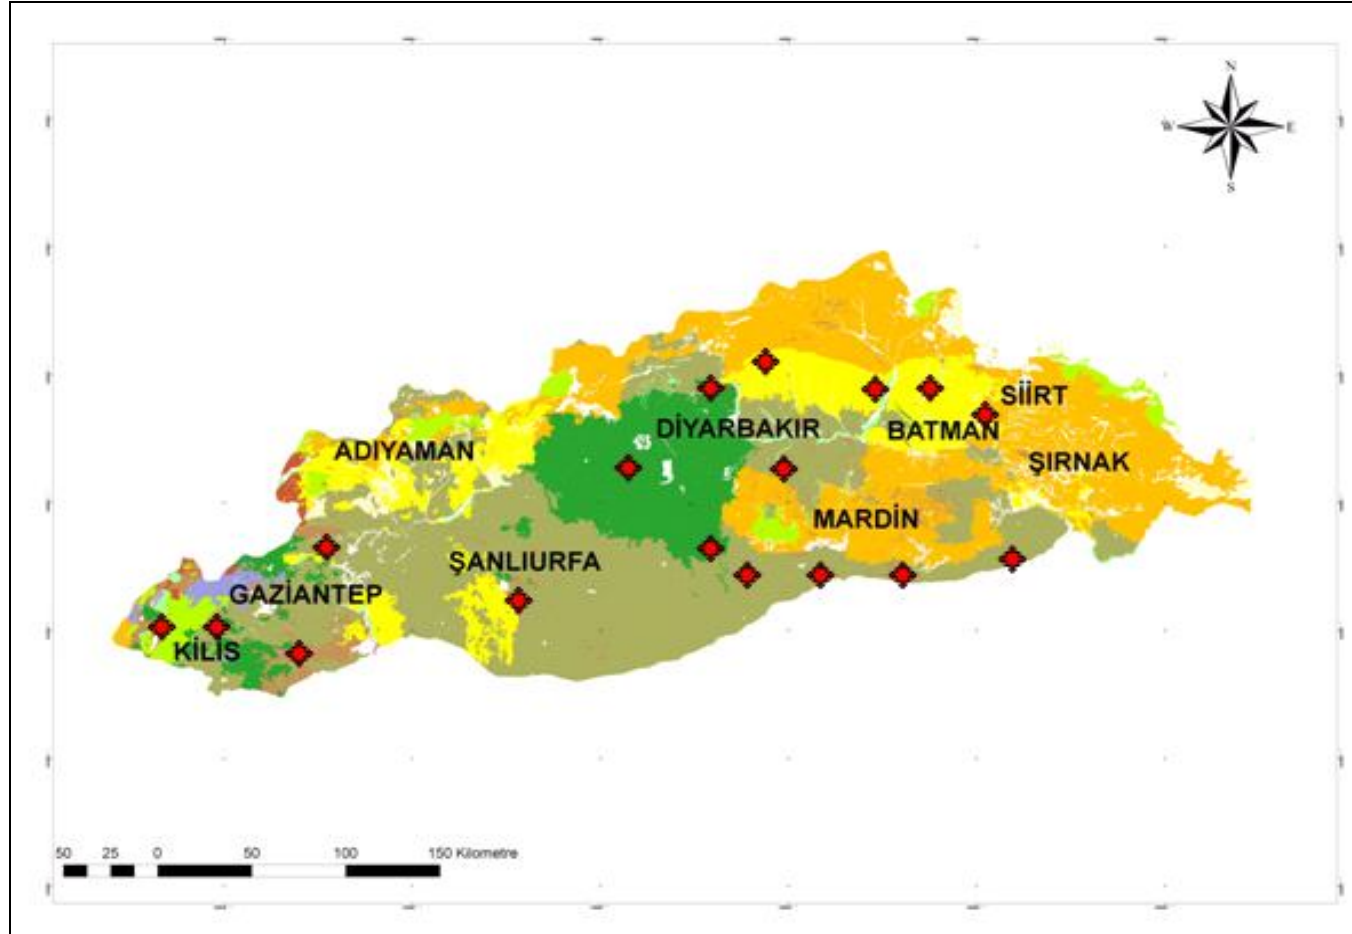 N
W E
S
SİİRT
DİYARBAKIR
BATMAN
ADIYAMAN
ŞIRNAK
MARDİN
ŞANLIURFA
GAZİANTEP
KİLİS
50 25 0 50 100 150 Kilometre